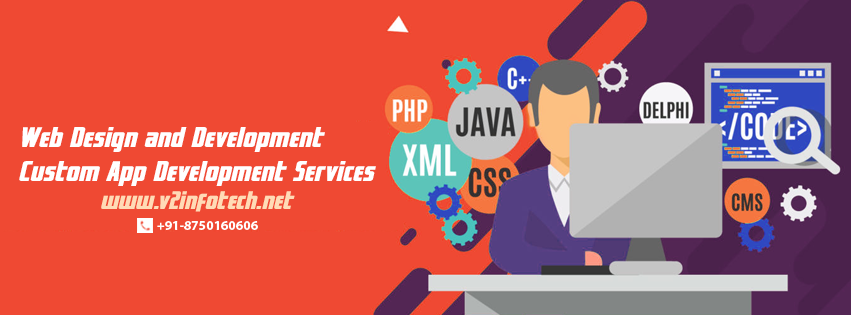 Web Design and Development
Custom App Development Services
www.v2infotech.net
+91-8750160606
PHP
XML
JAVA
C++
CSS
DELPHI
</CODE>
CMS